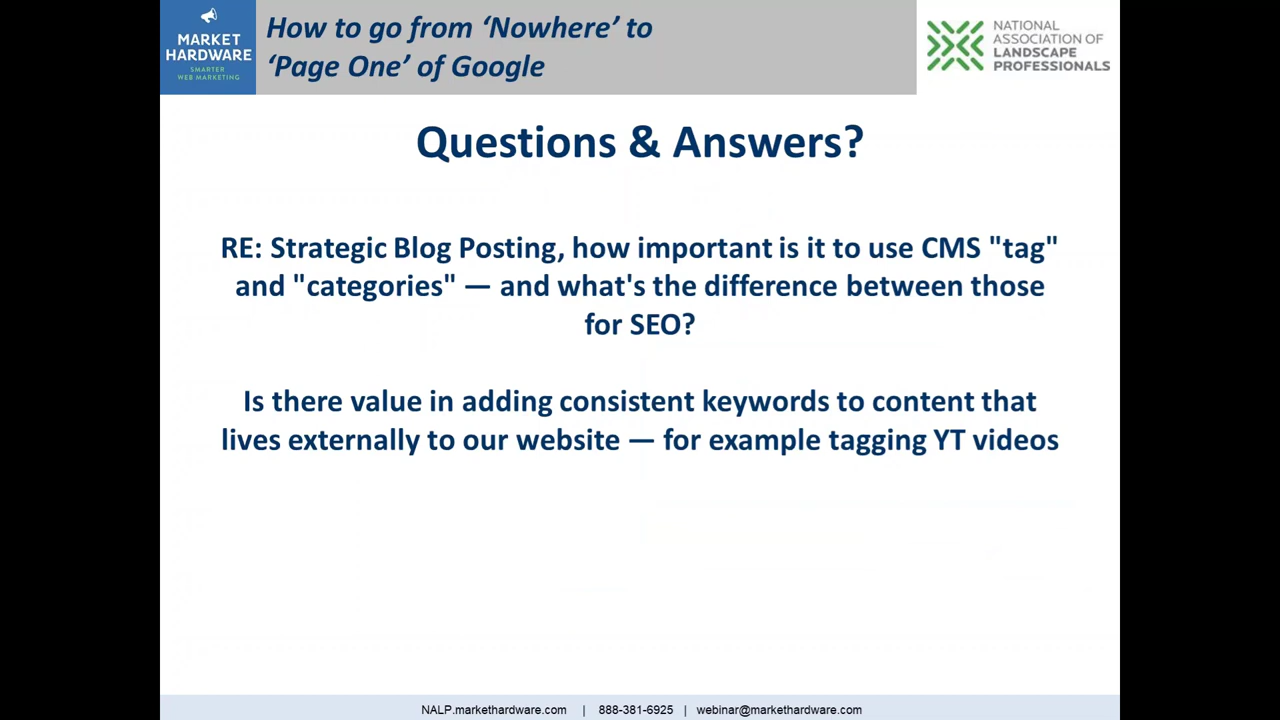 MARKET
HARDWARE
SMARTER
WEB MARKETING
How to go from ‘Nowhere’ to
‘Page One’ of Google
NATIONAL
ASSOCIATION OF
LANDSCAPE
PROFESSIONALS
Questions & Answers?
RE: Strategic Blog Posting, how important is it to use CMS "tag"
and "categories" — and what's the difference between those
for SEO?
Is there value in adding consistent keywords to content that
lives externally to our website — for example tagging YT videos
NALP.markethardware.com | 888-381-6925 | webinar@markethardware.com